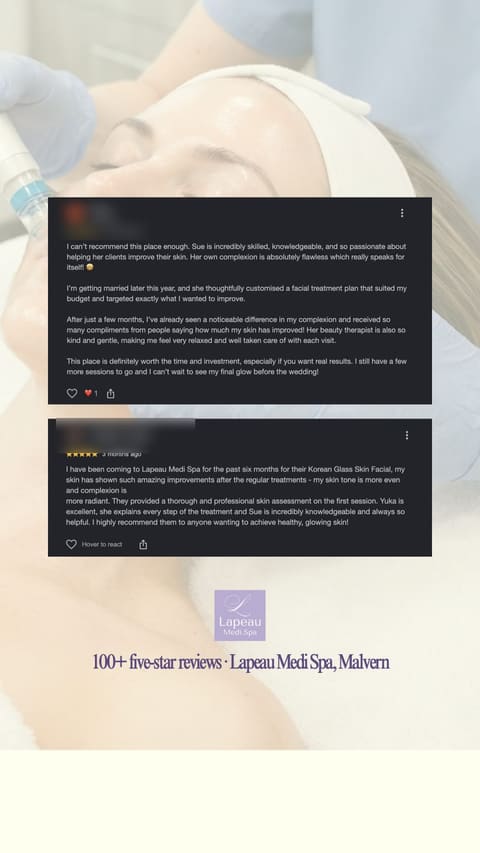 I can't recommend this place enough. Sue is incredibly skilled, knowledgeable, and so passionate about
helping her clients improve their skin. Her own complexion is absolutely flawless which really speaks for
itself! 🤩
I'm getting married later this year, and she thoughtfully customised a facial treatment plan that suited my
budget and targeted exactly what I wanted to improve.
After just a few months, I've already seen a noticeable difference in my complexion and received so
many compliments from people saying how much my skin has improved! Her beauty therapist is also so
kind and gentle, making me feel very relaxed and well taken care of with each visit.
This place is definitely worth the time and investment, especially if you want real results. I still have a few
more sessions to go and I can't wait to see my final glow before the wedding!
❤️ 1
★★★★★ 3 months ago
I have been coming to Lapeau Medi Spa for the past six months for their Korean Glass Skin Facial, my
skin has shown such amazing improvements after the regular treatments - my skin tone is more even
and complexion is
more radiant. They provided a thorough and professional skin assessment on the first session. Yuka is
excellent, she explains every step of the treatment and Sue is incredibly knowledgeable and always so
helpful. I highly recommend them to anyone wanting to achieve healthy, glowing skin!
Hover to react
Lapeau
Medi Spa
100+ five-star reviews · Lapeau Medi Spa, Malvern